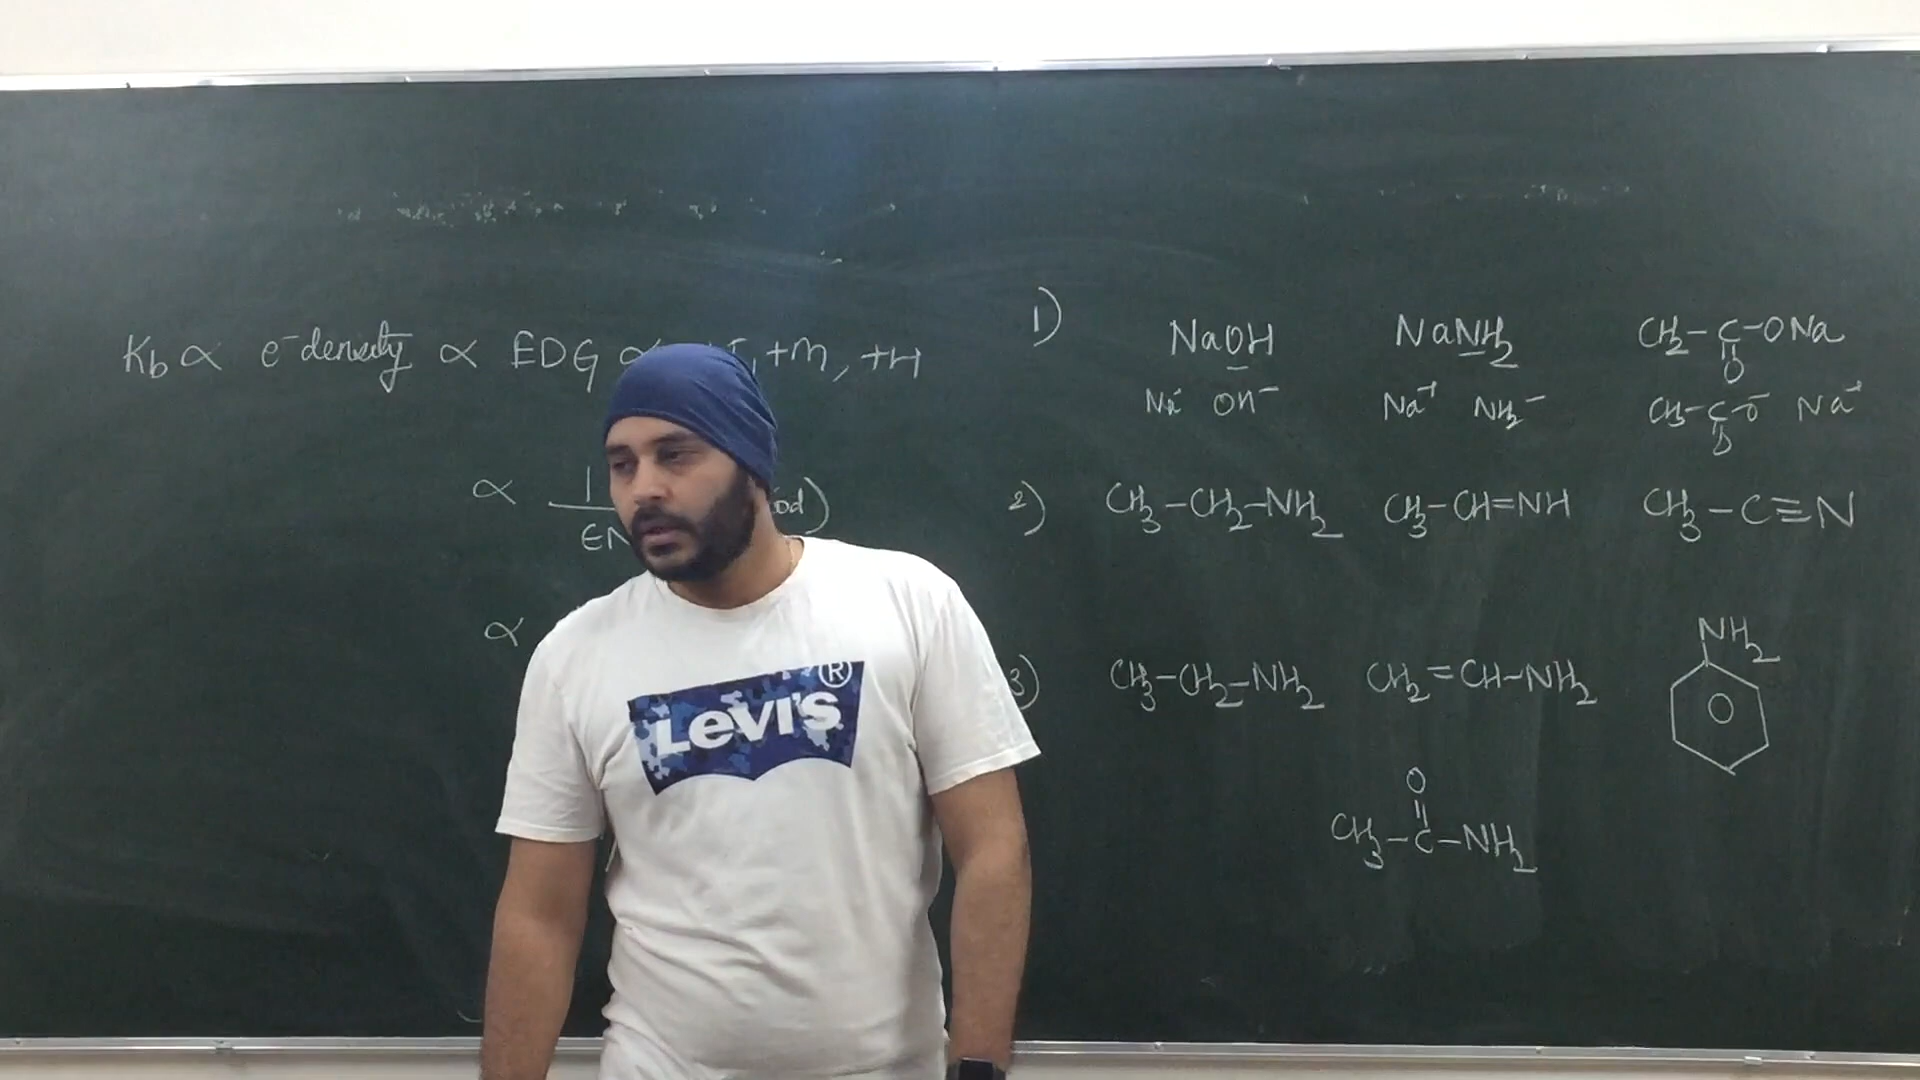 Kb ∝ e⁻density ∝ EDG ∝ +I, +m, +H
∝ 1
EN
od)
∝
1) NaOH NaNH₂ CH₃-C-ONa
O
Na⁺ OH⁻ Na⁺ NH₂⁻ CH₃-C-O⁻ Na⁺
O
2) CH₃-CH₂-NH₂ CH₃-CH=NH CH₃-C≡N
NH₂
3) CH₃-CH₂-NH₂ CH₂=CH-NH₂
O
CH₃-C-NH₂
LEVI'S ®